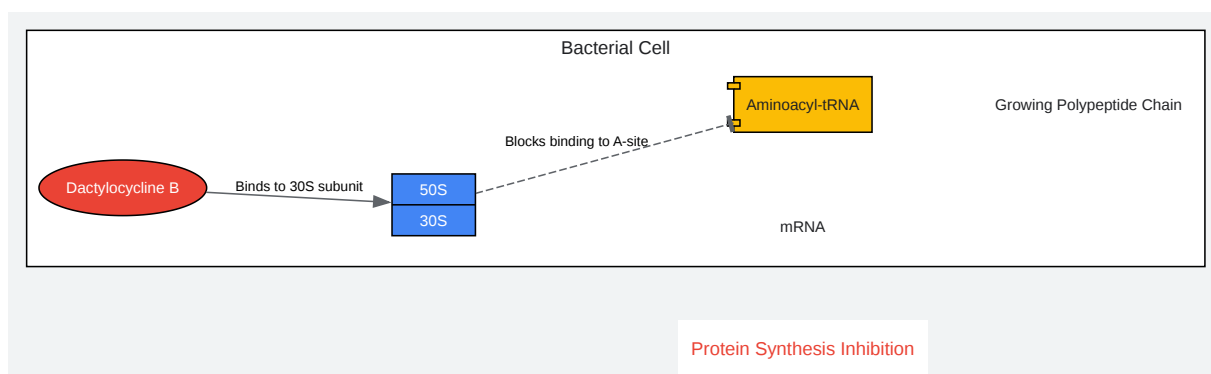 Bacterial Cell
Aminoacyl-tRNA
Growing Polypeptide Chain
Blocks binding to A-site
Dactylocycline B
Binds to 30S subunit
50S
30S
mRNA
Protein Synthesis Inhibition